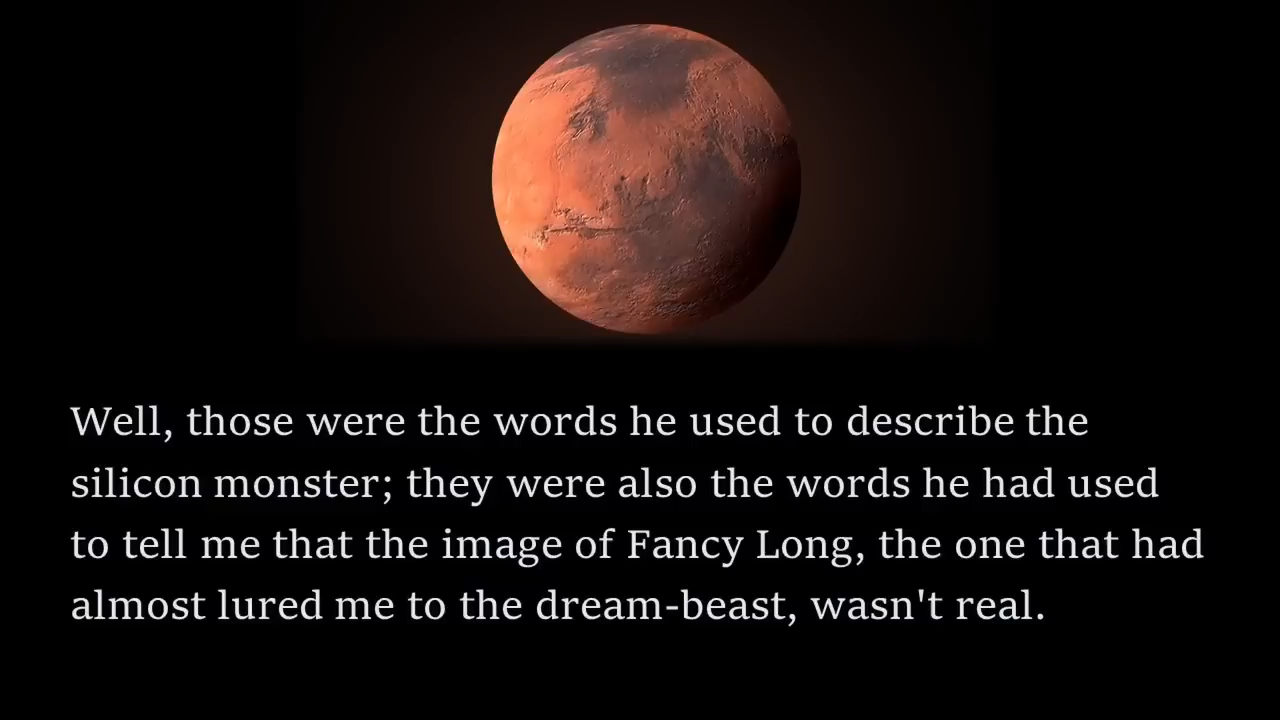 Well, those were the words he used to describe the
silicon monster; they were also the words he had used
to tell me that the image of Fancy Long, the one that had
almost lured me to the dream-beast, wasn't real.